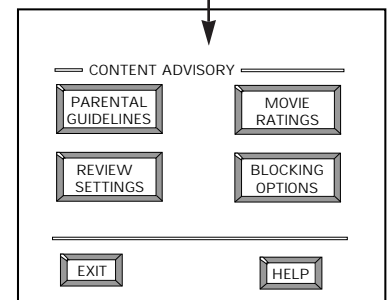 CONTENT ADVISORY
PARENTAL
GUIDELINES
MOVIE
RATINGS
REVIEW
SETTINGS
BLOCKING
OPTIONS
EXIT
HELP